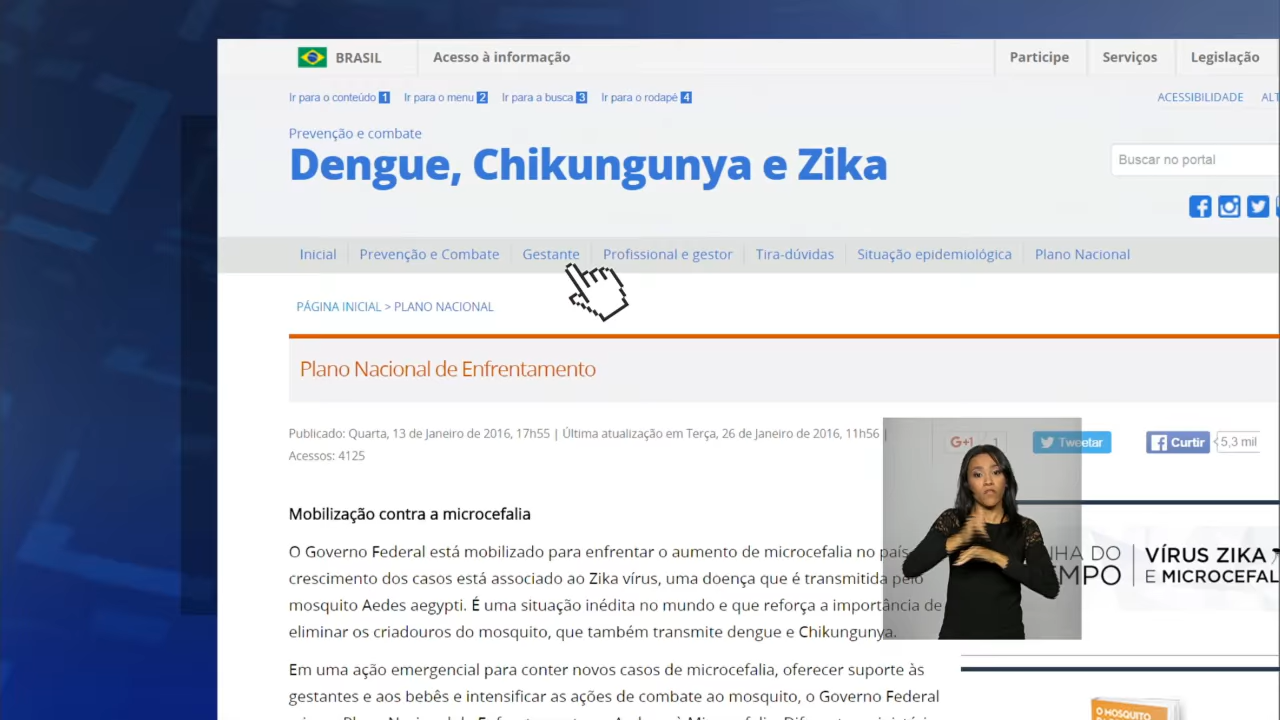 BRASIL
Acesso à informação
Participe
Serviços
Legislação
Ir para o conteúdo 1
Ir para o menu 2
Ir para a busca 3
Ir para o rodapé 4
ACESSIBILIDADE
Prevenção e combate
Dengue, Chikungunya e Zika
Buscar no portal
Inicial
Prevenção e Combate
Gestante
Profissional e gestor
Tira-dúvidas
Situação epidemiológica
Plano Nacional
PÁGINA INICIAL > PLANO NACIONAL
Plano Nacional de Enfrentamento
Publicado: Quarta, 13 de Janeiro de 2016, 17h55 | Última atualização em Terça, 26 de Janeiro de 2016, 11h56 |
Acessos: 4125
G+1
1
Tweetar
Curtir
5,3 mil
Mobilização contra a microcefalia
O Governo Federal está mobilizado para enfrentar o aumento de microcefalia no país
crescimento dos casos está associado ao Zika vírus, uma doença que é transmitida pelo
mosquito Aedes aegypti. É uma situação inédita no mundo e que reforça a importância de
eliminar os criadouros do mosquito, que também transmite dengue e Chikungunya.
Em uma ação emergencial para conter novos casos de microcefalia, oferecer suporte às
gestantes e aos bebês e intensificar as ações de combate ao mosquito, o Governo Federal
DO
VÍRUS ZIKA
E
O MOSQUITO